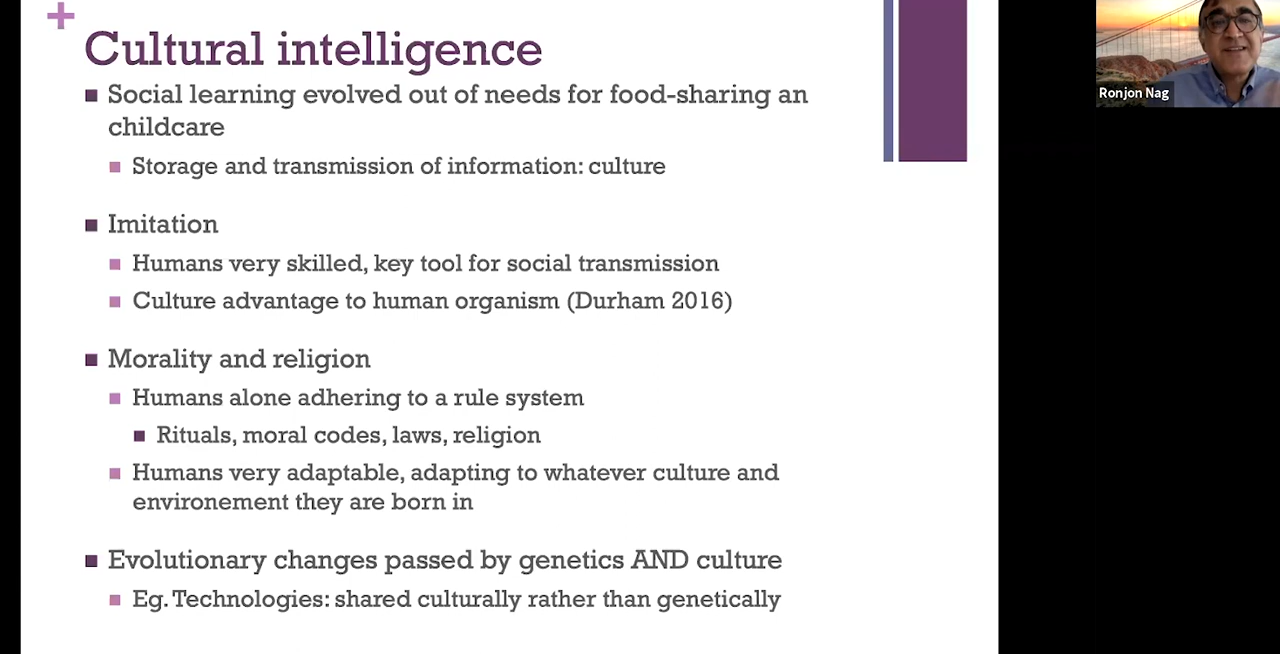 Cultural intelligence
Social learning evolved out of needs for food-sharing an
childcare
Storage and transmission of information: culture
Imitation
Humans very skilled, key tool for social transmission
Culture advantage to human organism (Durham 2016)
Morality and religion
Humans alone adhering to a rule system
Rituals, moral codes, laws, religion
Humans very adaptable, adapting to whatever culture and
environement they are born in
Evolutionary changes passed by genetics AND culture
Eg. Technologies: shared culturally rather than genetically
Ronjon Nag